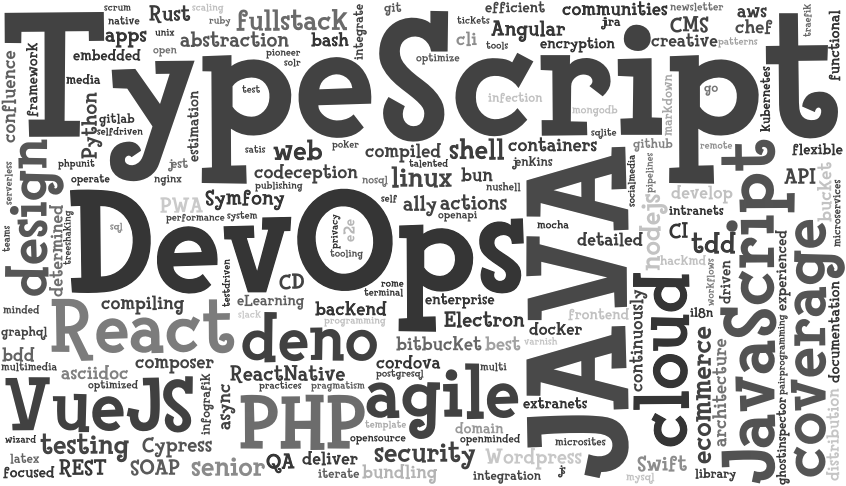 scrum
native
Rust
scaling
ruby
fullstack
git
efficient
communities
newsletter
tickets
jra
CMS
aws
chef
traefik
functional
apps
unix
abstraction
bash
integrate
cli
Angular
creative
patterns
confluence
framework
embedded
open
pioneer
solr
optimize
tools
encryption
TypeScript
media
test
infection
mongodb
markdown
go
kubernetes
Python
gitlab
selfdriven
estimation
sqlite
phpunit
jest
satis
poker
web
compiled
talented
shell
containers
jenkins
github
remote
flexible
serverless
operate
nginx
codeception
publishing
nosql
linux
bun
nushell
socialmedia
pipelines
develop
API
bucket
design
determined
treeshaking
PWA
Symfony
performance
system
self
ally
actions
openapi
JAVA
nodejs
intranets
JavaScript
microservices
teams
sql
DevOps
privacy
e2e
tooling
mocha
detailed
CI
tdd
experienced
coverage
hackmd
workflows
driven
testdriven
CD
rome
terminal
minded
compiling
eLearning
slack
backend
programming
enterprise
Electron
frontend
docker
varnish
continuously
cloud
il8n
graphql
React
deno
bitbucket
best
bdd
multimedia
composer
cordova
postgresql
multi
ecommerce
architecture
pairprogramming
documentation
asciidoc
optimized
ReactNative
practices
pragmatism
agile
extranets
VueJS
infografik
async
PHP
template
domain
ghostinspector
distribution
wizard
testing
Cypress
opensource
openminded
microsites
latex
focused
REST
SOAP
senior
QA
deliver
iterate
security
bundling
Wordpress
integration
js
Swift
mysql
library